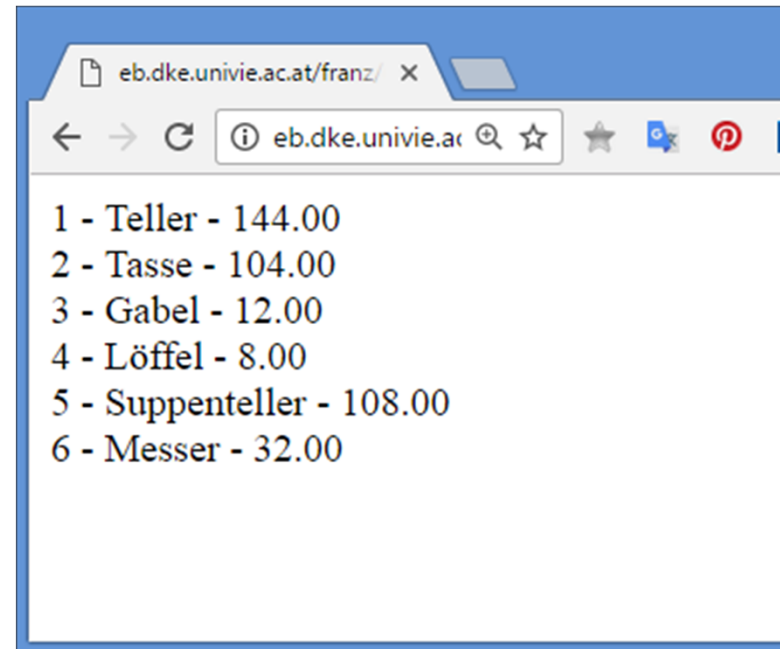 eb.dke.univie.ac.at/franz/
eb.dke.univie.ac
1 - Teller - 144.00
2 - Tasse - 104.00
3 - Gabel - 12.00
4 - Löffel - 8.00
5 - Suppenteller - 108.00
6 - Messer - 32.00